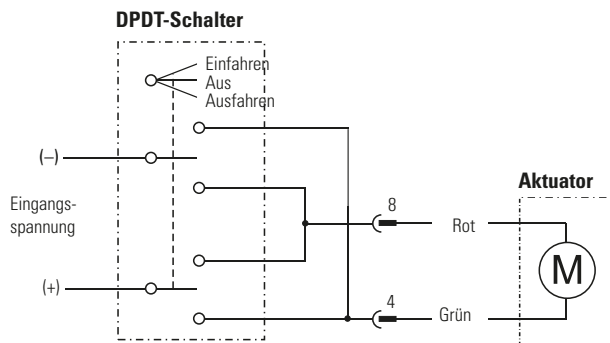 DPDT-Schalter
Einfahren
Aus
Ausfahren
(–)
Eingangs-
spannung
(+)
8
Rot
4
Grün
Aktuator
M